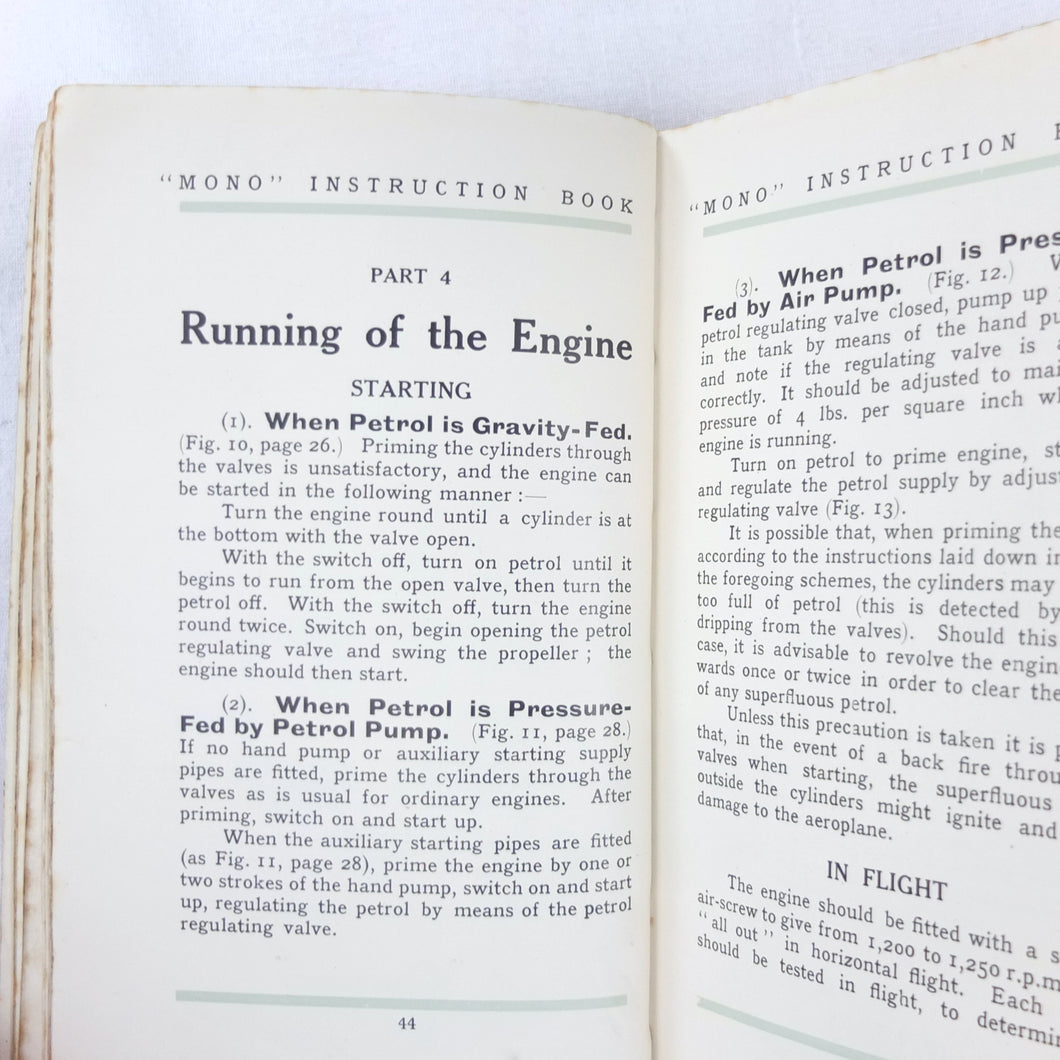 “MONO” INSTRUCTION BOOK
PART 4
Running of the Engine
STARTING
(1). When Petrol is Gravity-Fed.
(Fig. 10, page 26.) Priming the cylinders through
the valves is unsatisfactory, and the engine can
be started in the following manner :—
Turn the engine round until a cylinder is at
the bottom with the valve open.
With the switch off, turn on petrol until it
begins to run from the open valve, then turn the
petrol off. With the switch off, turn the engine
round twice. Switch on, begin opening the petrol
regulating valve and swing the propeller ; the
engine should then start.
(2). When Petrol is Pressure-
Fed by Petrol Pump. (Fig. 11, page 28.)
If no hand pump or auxiliary starting supply
pipes are fitted, prime the cylinders through the
valves as is usual for ordinary engines. After
priming, switch on and start up.
When the auxiliary starting pipes are fitted
(as Fig. 11, page 28), prime the engine by one or
two strokes of the hand pump, switch on and start
up, regulating the petrol by means of the petrol
regulating valve.
44
“MONO” INSTRUCTION
(3). When Petrol is
Fed by Air Pump. (Fig. 12.)
petrol regulating valve closed, pump up
in the tank by means of the hand
and note if the regulating valve is
correctly. It should be adjusted to
pressure of 4 lbs. per square inch
engine is running.
Turn on petrol to prime engine,
and regulate the petrol supply by
regulating valve (Fig. 13).
It is possible that, when priming the
according to the instructions laid down in
the foregoing schemes, the cylinders may
too full of petrol (this is detected by
dripping from the valves). Should this
case, it is advisable to revolve the
wards once or twice in order to clear the
of any superfluous petrol.
Unless this precaution is taken it is
that, in the event of a back fire
valves when starting, the superfluous
outside the cylinders might ignite and
damage to the aeroplane.
IN FLIGHT
The engine should be fitted with a
air-screw to give from 1,200 to 1,250 r.p.m.
“all out” in horizontal flight. Each
should be tested in flight, to